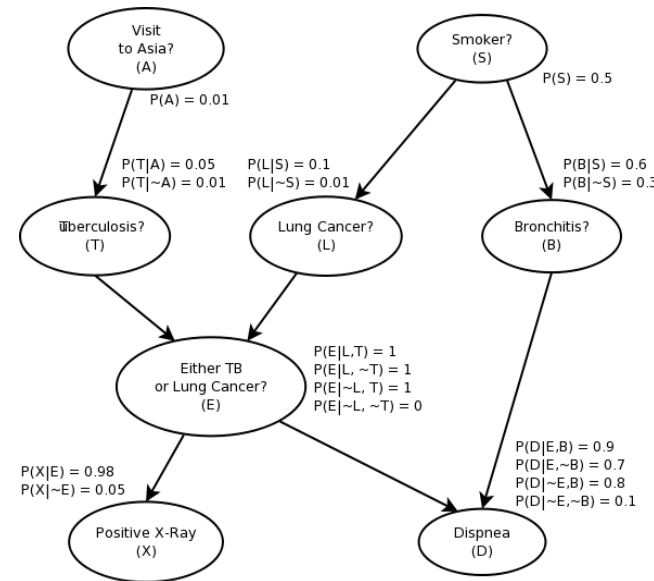 Visit
to Asia?
(A)
Smoker?
(S)
P(A) = 0.01
P(S) = 0.5
P(T|A) = 0.05
P(T|~A) = 0.01
P(L|S) = 0.1
P(L|~S) = 0.01
P(B|S) = 0.6
P(B|~S) = 0.3
Tuberculosis?
(T)
Lung Cancer?
(L)
Bronchitis?
(B)
Either TB
or Lung Cancer?
(E)
P(E|L,T) = 1
P(E|L, ~T) = 1
P(E|~L, T) = 1
P(E|~L, ~T) = 0
P(X|E) = 0.98
P(X|~E) = 0.05
P(D|E,B) = 0.9
P(D|E,~B) = 0.7
P(D|~E,B) = 0.8
P(D|~E,~B) = 0.1
Positive X-Ray
(X)
Dispnea
(D)